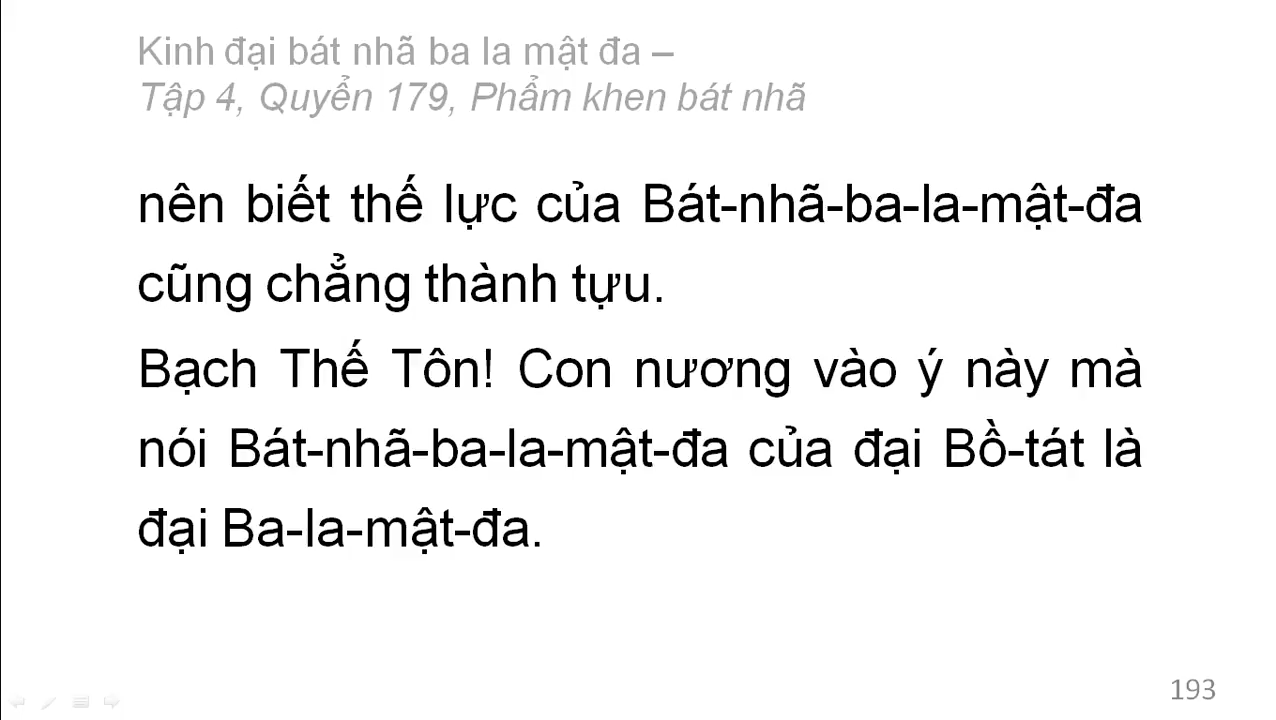 Kinh đại bát nhã ba la mật đa –
Tập 4, Quyển 179, Phẩm khen bát nhã
nên biết thế lực của Bát-nhã-ba-la-mật-đa
cũng chẳng thành tựu.
Bạch Thế Tôn! Con nương vào ý này mà
nói Bát-nhã-ba-la-mật-đa của đại Bồ-tát là
đại Ba-la-mật-đa.
193